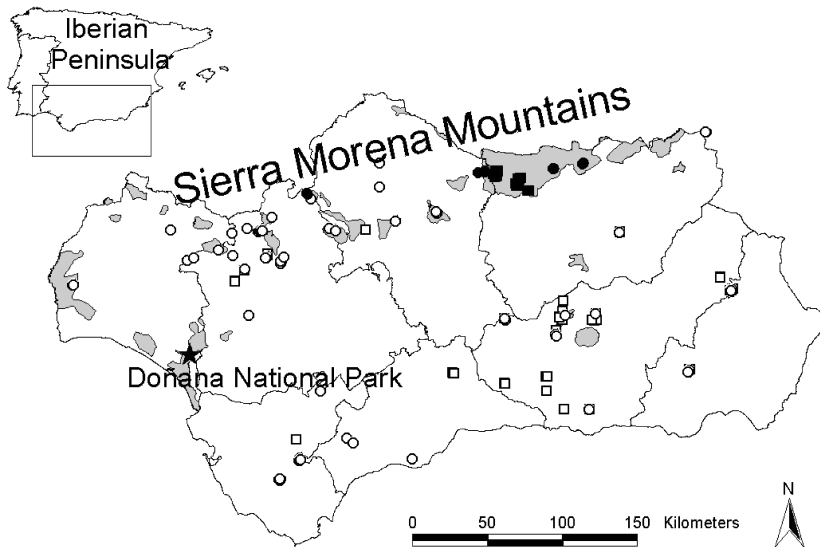 Iberian
Peninsula
Sierra Morena Mountains
Doñana National Park
N
0 50 100 150 Kilometers